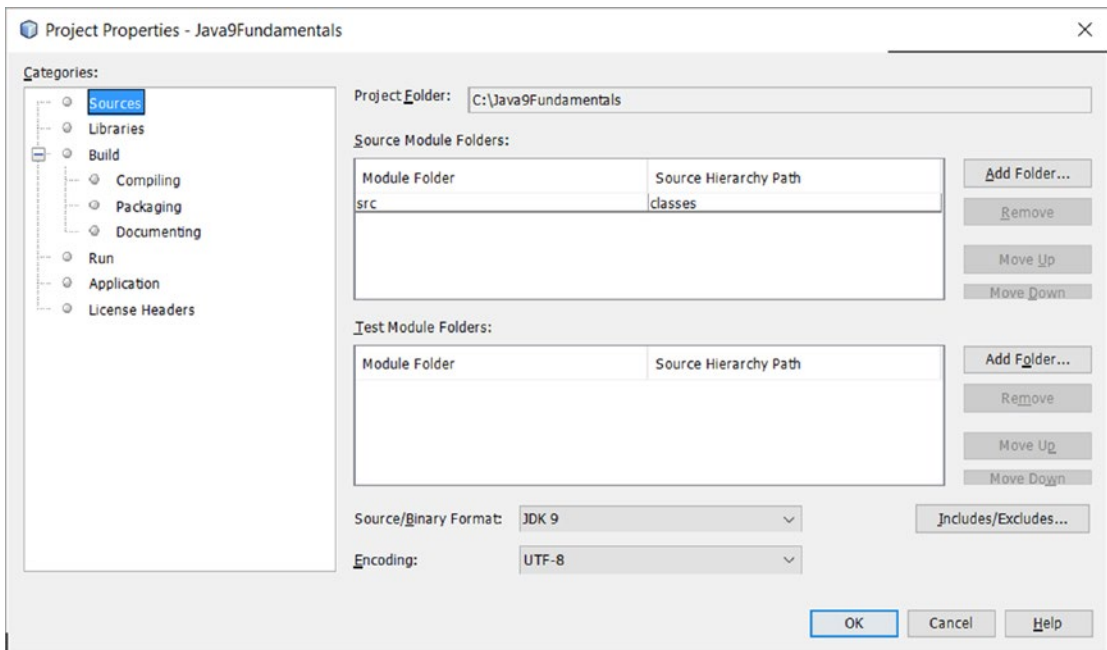 Project Properties - Java9Fundamentals
Categories:
Sources
Libraries
Build
Compiling
Packaging
Documenting
Run
Application
License Headers
Project Folder: C:\Java9Fundamentals
Source Module Folders:
Module Folder Source Hierarchy Path
src classes
Add Folder...
Remove
Move Up
Move Down
Test Module Folders:
Module Folder Source Hierarchy Path
Add Folder...
Remove
Move Up
Move Down
Source/Binary Format: JDK 9 Includes/Excludes...
Encoding: UTF-8
OK Cancel Help